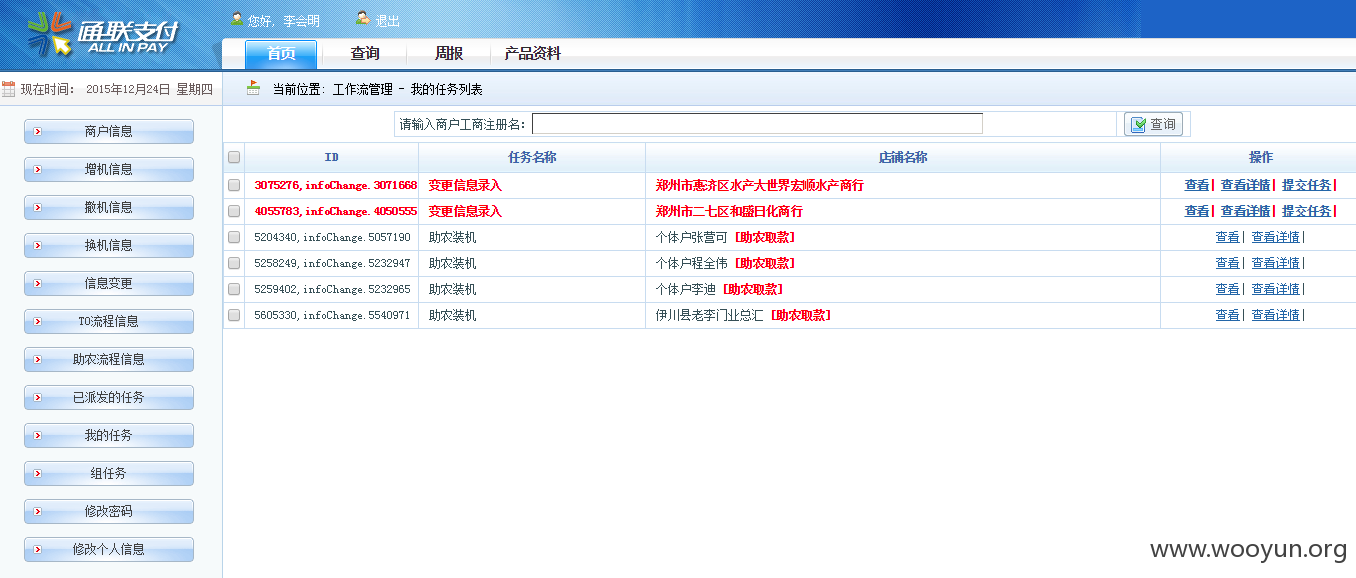 通联支付
ALL IN PAY
您好，李会明 退出
首页 查询 周报 产品资料
现在时间： 2015年12月24日 星期四
当前位置：工作流管理 - 我的任务列表
商户信息
增机信息
撤机信息
换机信息
信息变更
TO流程信息
助农流程信息
已派发的任务
我的任务
组任务
修改密码
修改个人信息
请输入商户工商注册名： 查询
ID 任务名称 店铺名称 操作
3075276,infoChange.3071668 变更信息录入 郑州市惠济区水产大世界宏顺水产商行 查看| 查看详情| 提交任务|
4055783,infoChange.4050555 变更信息录入 郑州市二七区和盛日化商行 查看| 查看详情| 提交任务|
5204340,infoChange.5057190 助农装机 个体户张营可 [助农取款] 查看| 查看详情|
5258249,infoChange.5232947 助农装机 个体户程全伟 [助农取款] 查看| 查看详情|
5259402,infoChange.5232965 助农装机 个体户李迪 [助农取款] 查看| 查看详情|
5605330,infoChange.5540971 助农装机 伊川县老李门业总汇 [助农取款] 查看| 查看详情|
www.wooyun.org